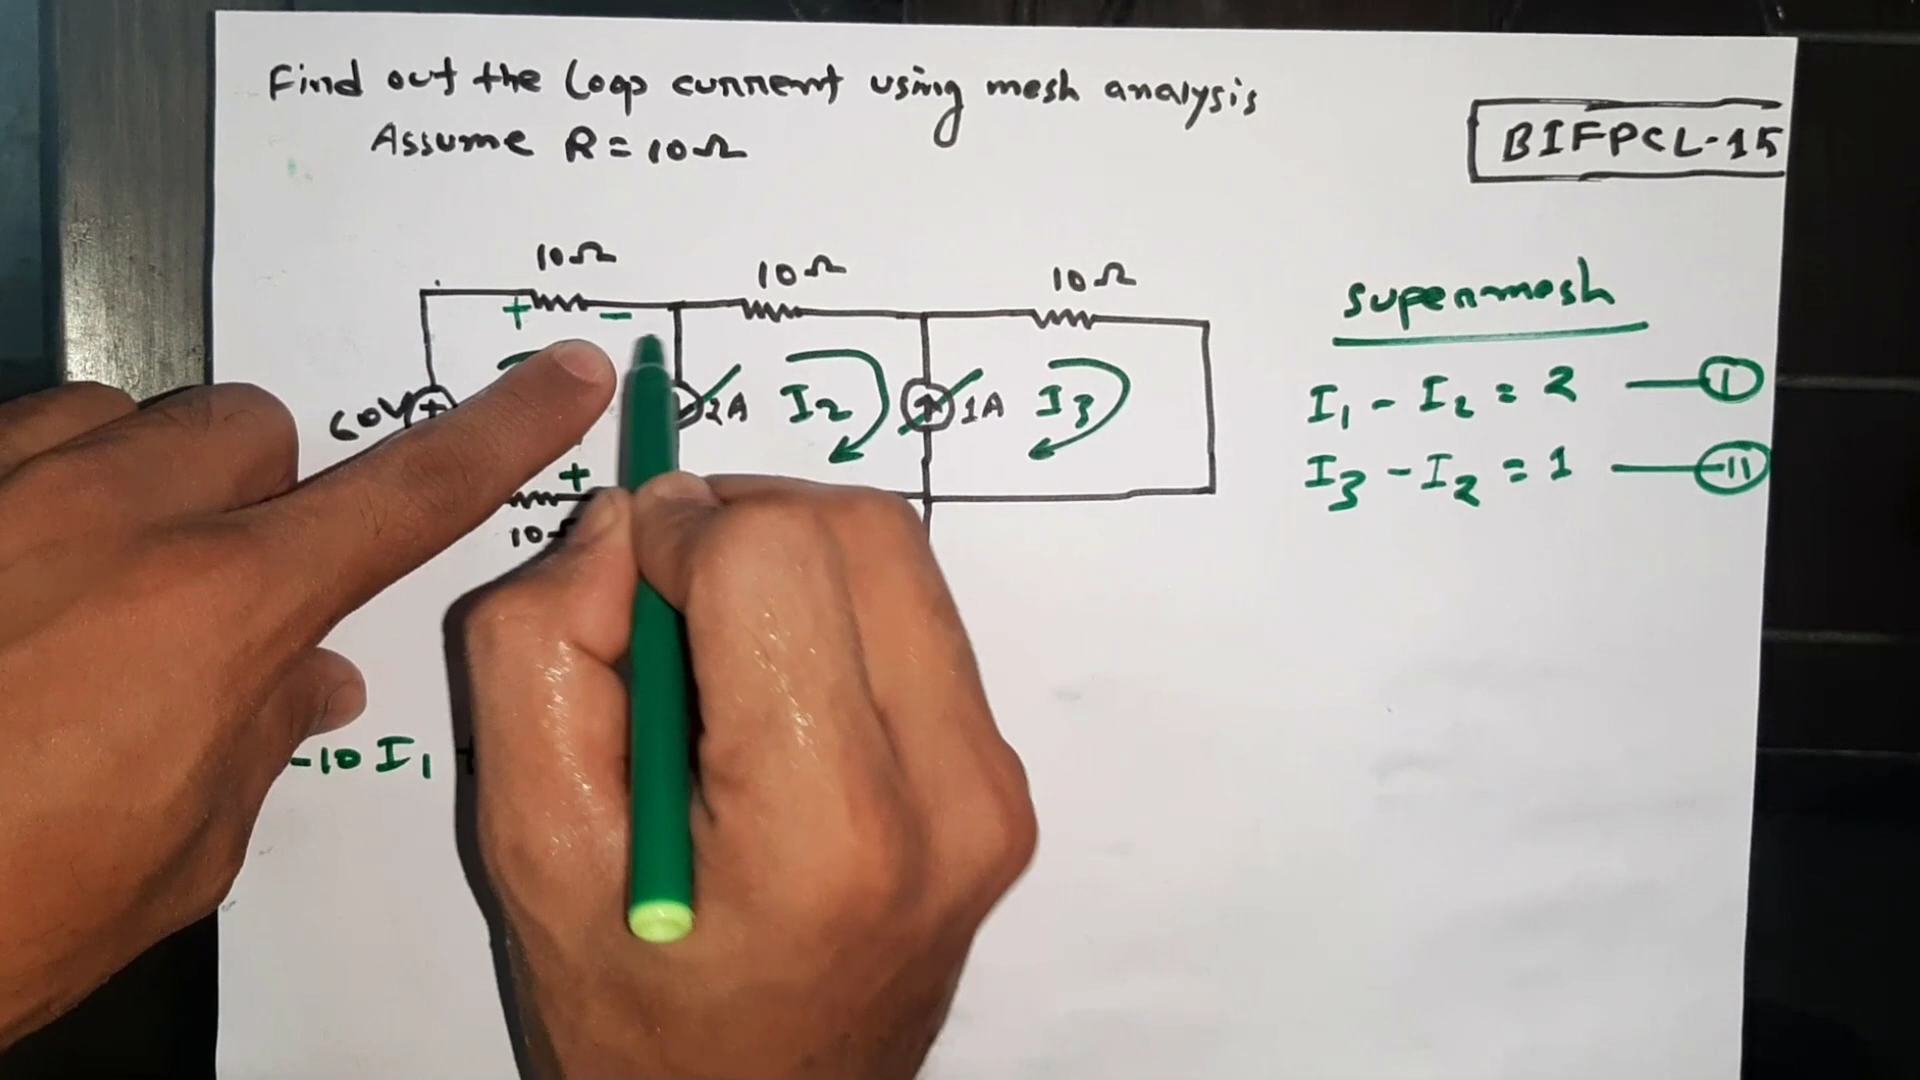 Find out the loop current using mesh analysis
Assume R = 10Ω
BIFPCL-15
10Ω
10Ω
10Ω
+ -
60V +
2A
I2
1A
I3
+
10
supermesh
I1 - I2 = 2 — I
I3 - I2 = 1 — II
-10 I1